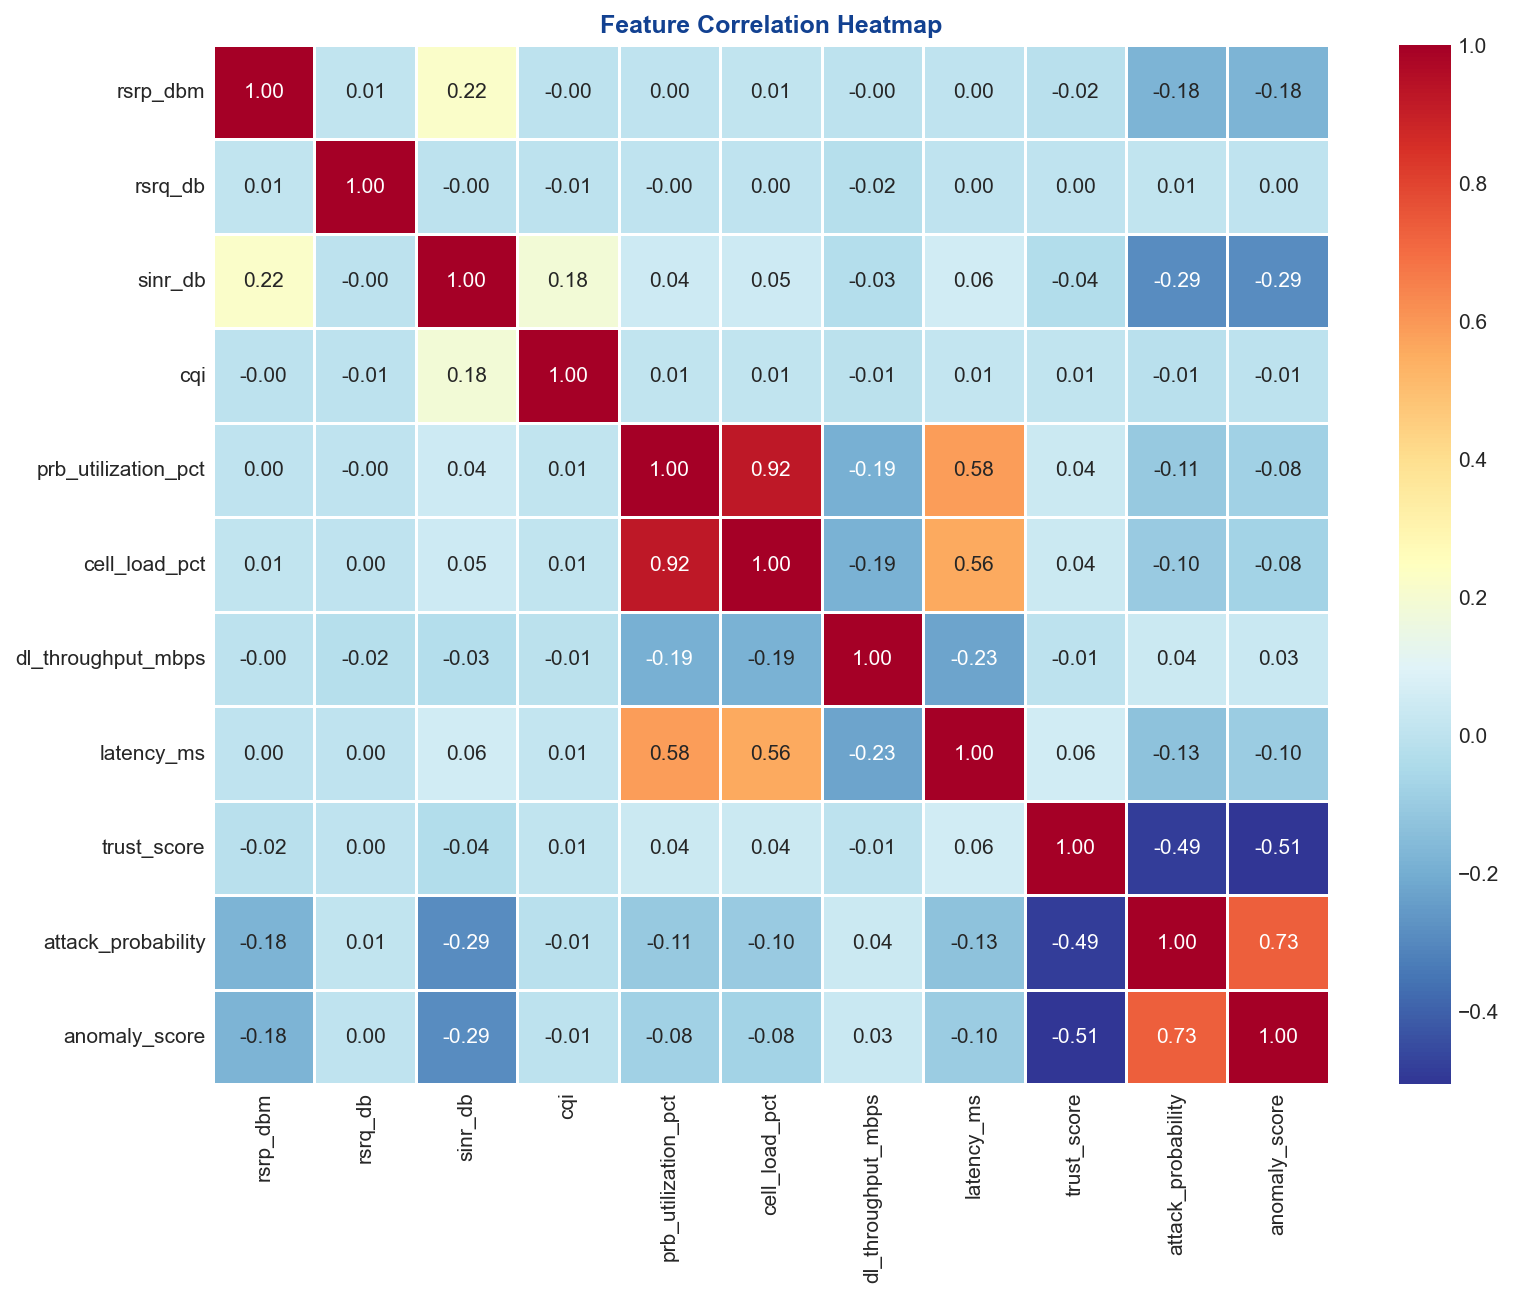 Feature Correlation Heatmap
rsrp_dbm 1.00 0.01 0.22 -0.00 0.00 0.01 -0.00 0.00 -0.02 -0.18 -0.18
rsrq_db 0.01 1.00 -0.00 -0.01 -0.00 0.00 -0.02 0.00 0.00 0.01 0.00
sinr_db 0.22 -0.00 1.00 0.18 0.04 0.05 -0.03 0.06 -0.04 -0.29 -0.29
cqi -0.00 -0.01 0.18 1.00 0.01 0.01 -0.01 0.01 0.01 -0.01 -0.01
prb_utilization_pct 0.00 -0.00 0.04 0.01 1.00 0.92 -0.19 0.58 0.04 -0.11 -0.08
cell_load_pct 0.01 0.00 0.05 0.01 0.92 1.00 -0.19 0.56 0.04 -0.10 -0.08
dl_throughput_mbps -0.00 -0.02 -0.03 -0.01 -0.19 -0.19 1.00 -0.23 -0.01 0.04 0.03
latency_ms 0.00 0.00 0.06 0.01 0.58 0.56 -0.23 1.00 0.06 -0.13 -0.10
trust_score -0.02 0.00 -0.04 0.01 0.04 0.04 -0.01 0.06 1.00 -0.49 -0.51
attack_probability -0.18 0.01 -0.29 -0.01 -0.11 -0.10 0.04 -0.13 -0.49 1.00 0.73
anomaly_score -0.18 0.00 -0.29 -0.01 -0.08 -0.08 0.03 -0.10 -0.51 0.73 1.00
rsrp_dbm
rsrq_db
sinr_db
cqi
prb_utilization_pct
cell_load_pct
dl_throughput_mbps
latency_ms
trust_score
attack_probability
anomaly_score
1.0
0.8
0.6
0.4
0.2
0.0
−0.2
−0.4